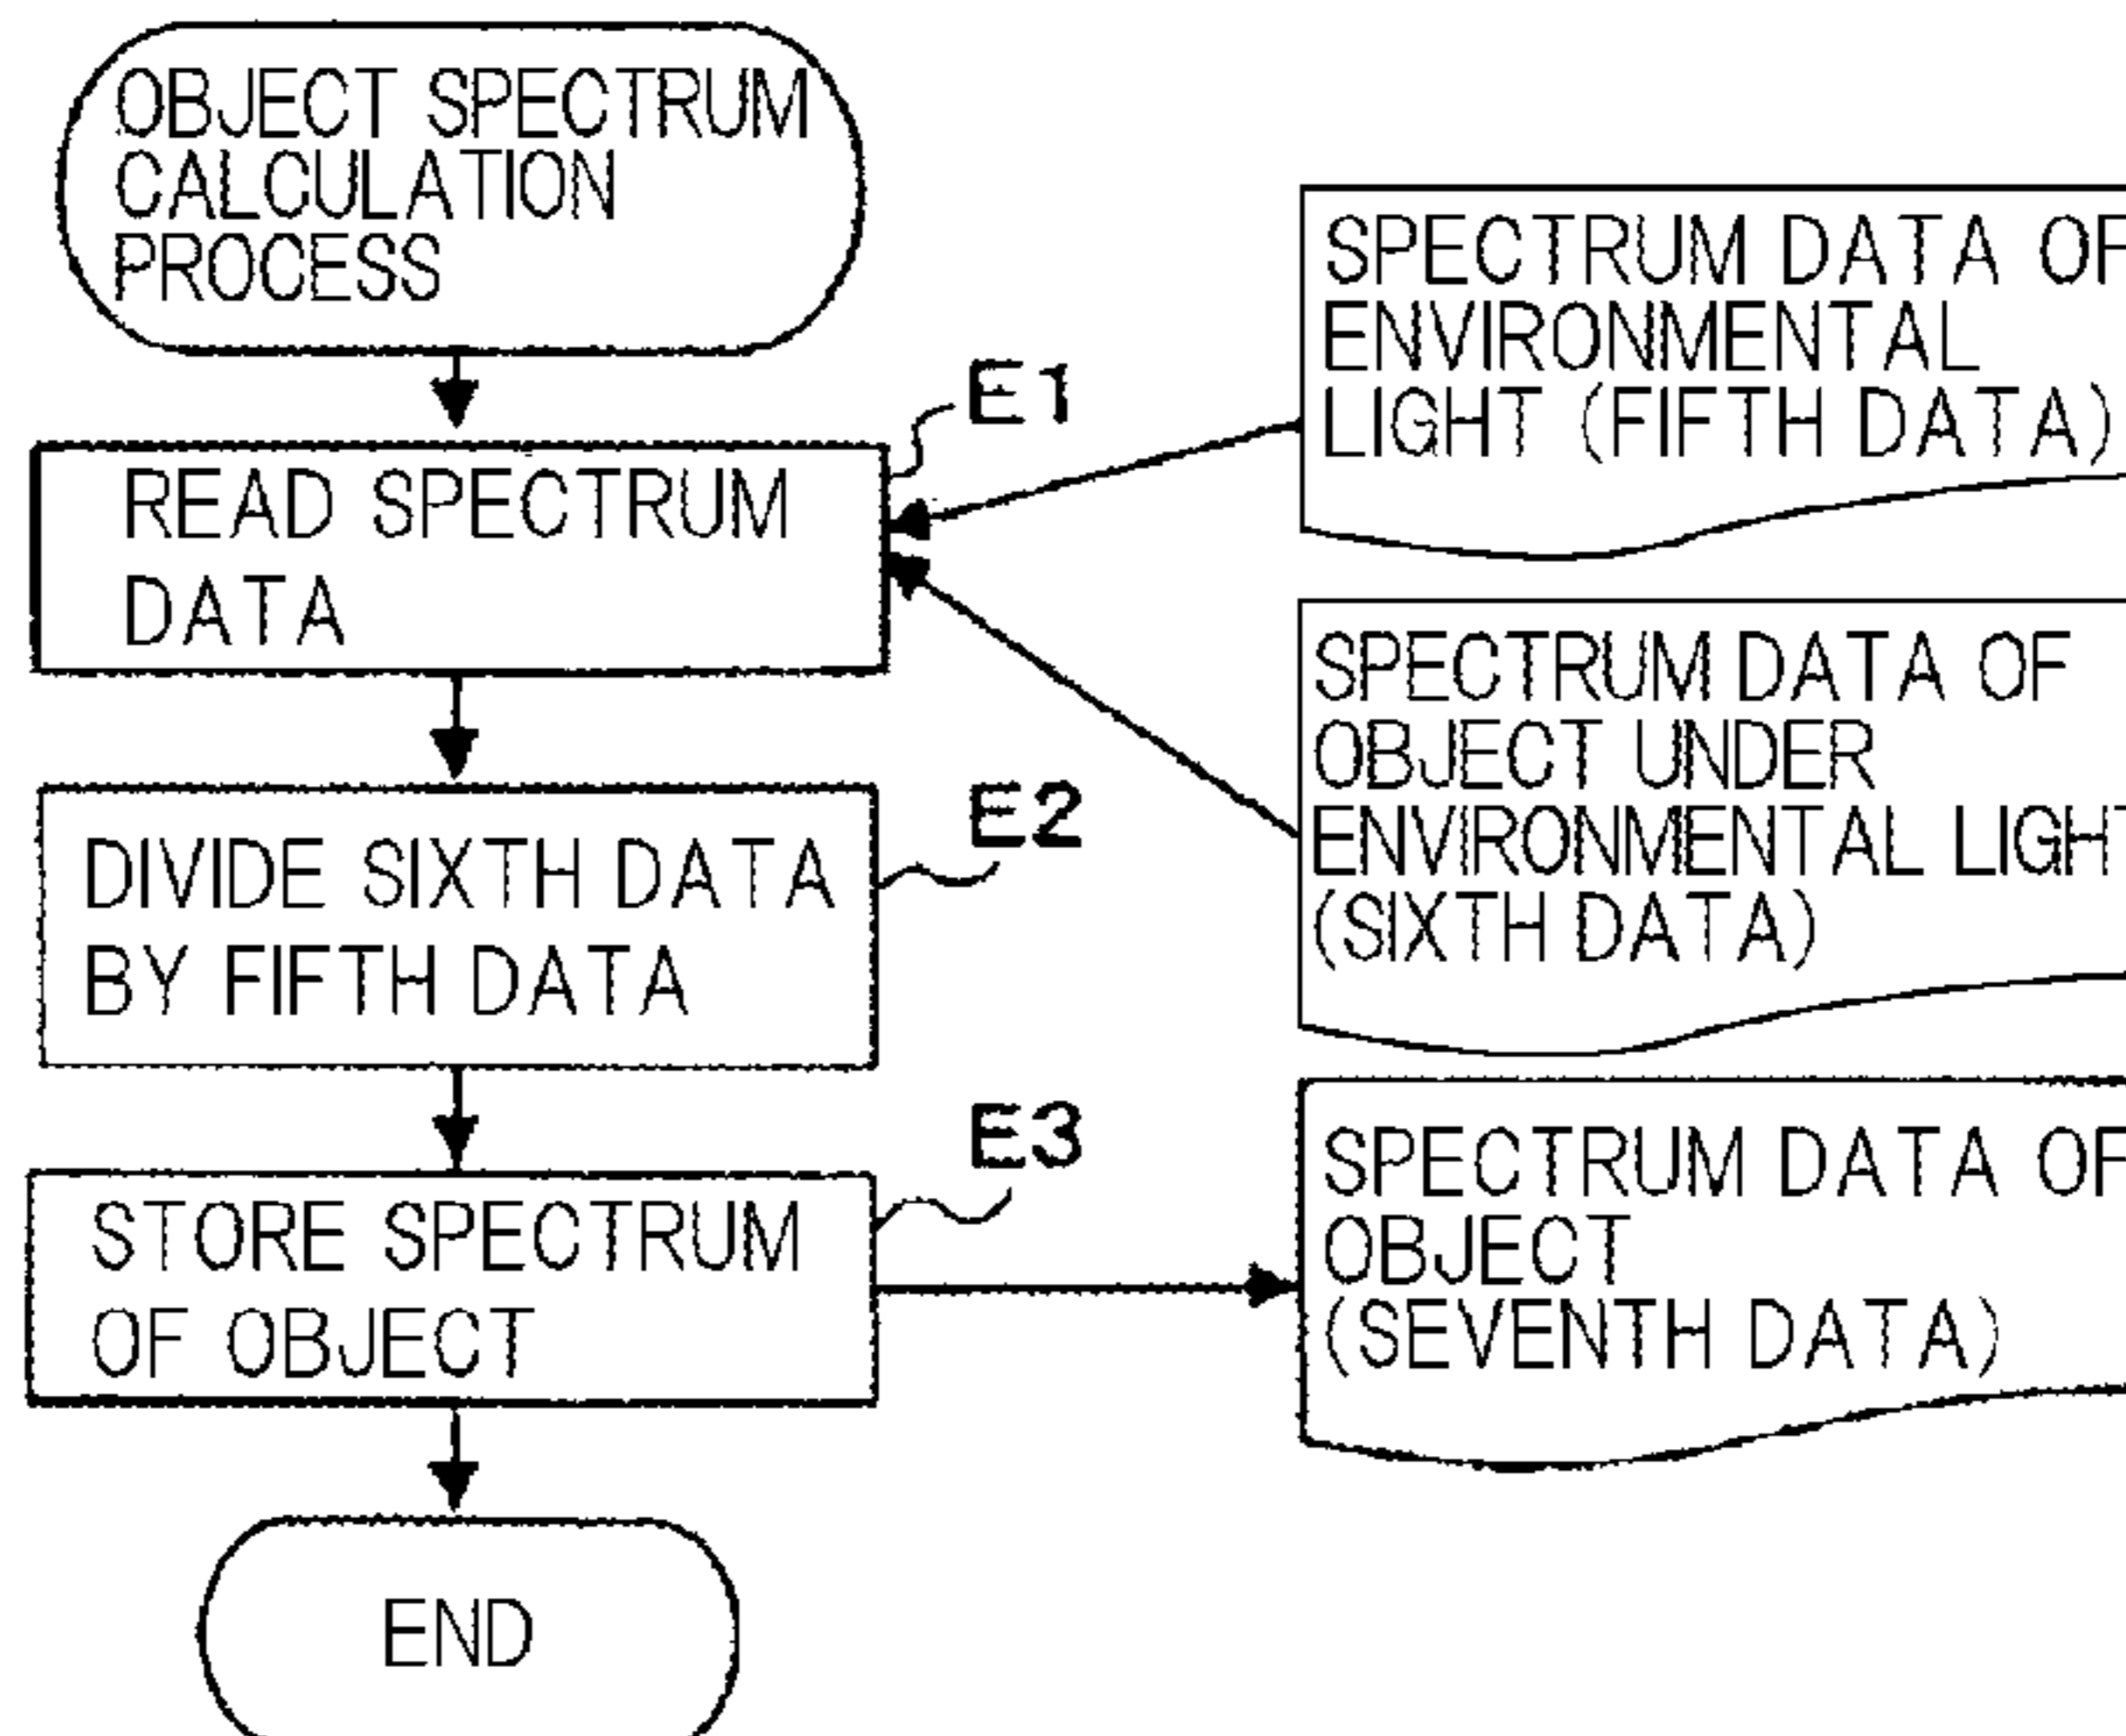 OBJECT SPECTRUM
CALCULATION
PROCESS
E1
READ SPECTRUM
DATA
SPECTRUM DATA OF
ENVIRONMENTAL
LIGHT (FIFTH DATA)
SPECTRUM DATA OF
OBJECT UNDER
ENVIRONMENTAL LIGHT
(SIXTH DATA)
E2
DIVIDE SIXTH DATA
BY FIFTH DATA
E3
STORE SPECTRUM
OF OBJECT
SPECTRUM DATA OF
OBJECT
(SEVENTH DATA)
END